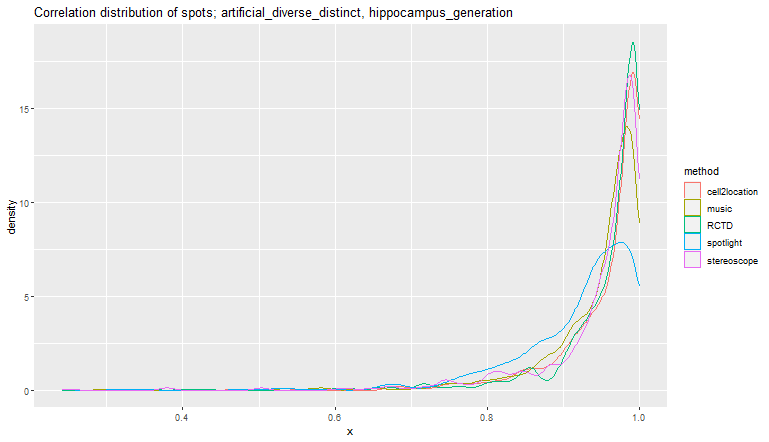 Correlation distribution of spots; artificial_diverse_distinct, hippocampus_generation
15
10
5
0
density
0.4 0.6 0.8 1.0
x
method
cell2location
music
RCTD
spotlight
stereoscope